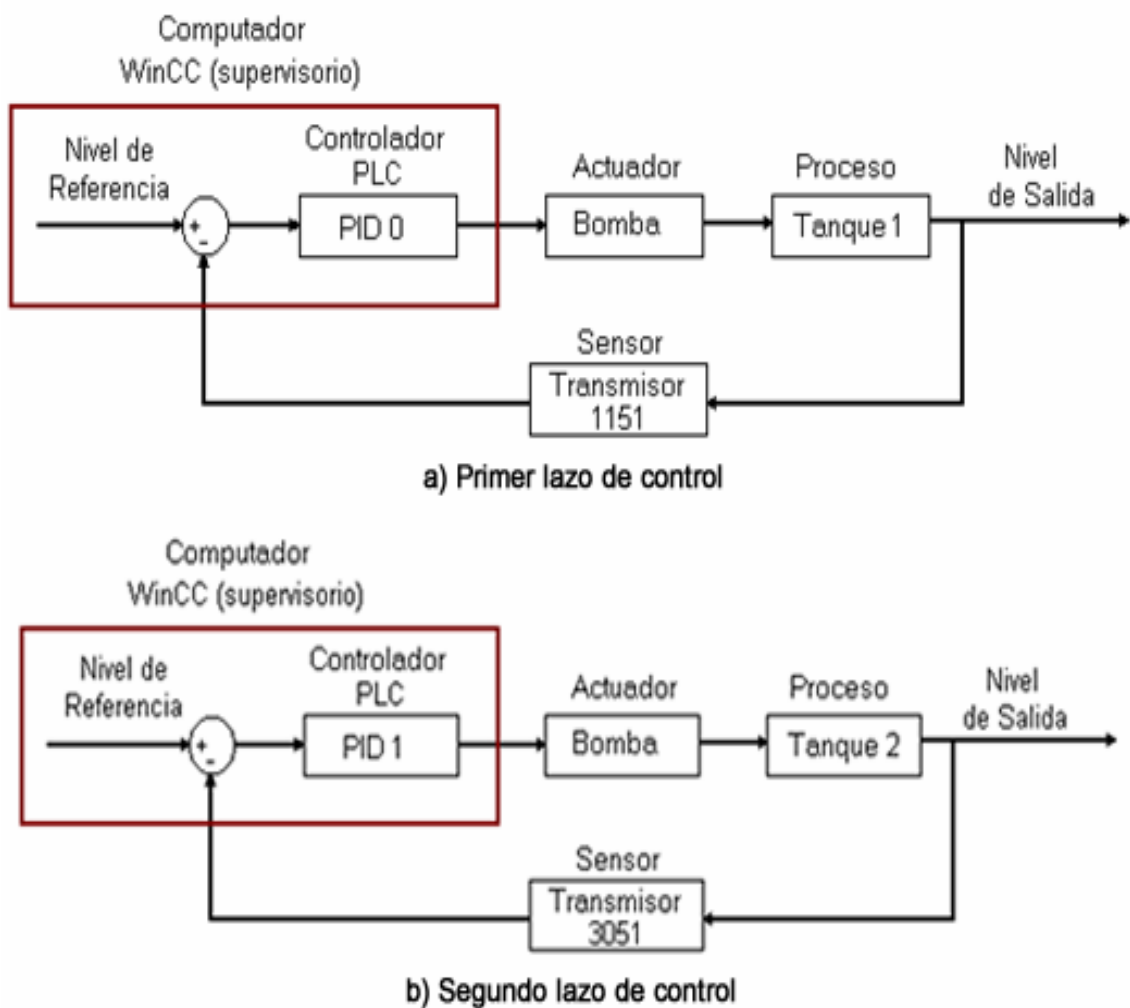 Computador
WinCC (supervisorio)
Nivel de
Referencia
+
-
Controlador
PLC
PID 0
Actuador
Bomba
Proceso
Tanque 1
Nivel
de Salida
Sensor
Transmisor
1151
a) Primer lazo de control
Computador
WinCC (supervisorio)
Nivel de
Referencia
+
-
Controlador
PLC
PID 1
Actuador
Bomba
Proceso
Tanque 2
Nivel
de Salida
Sensor
Transmisor
3051
b) Segundo lazo de control